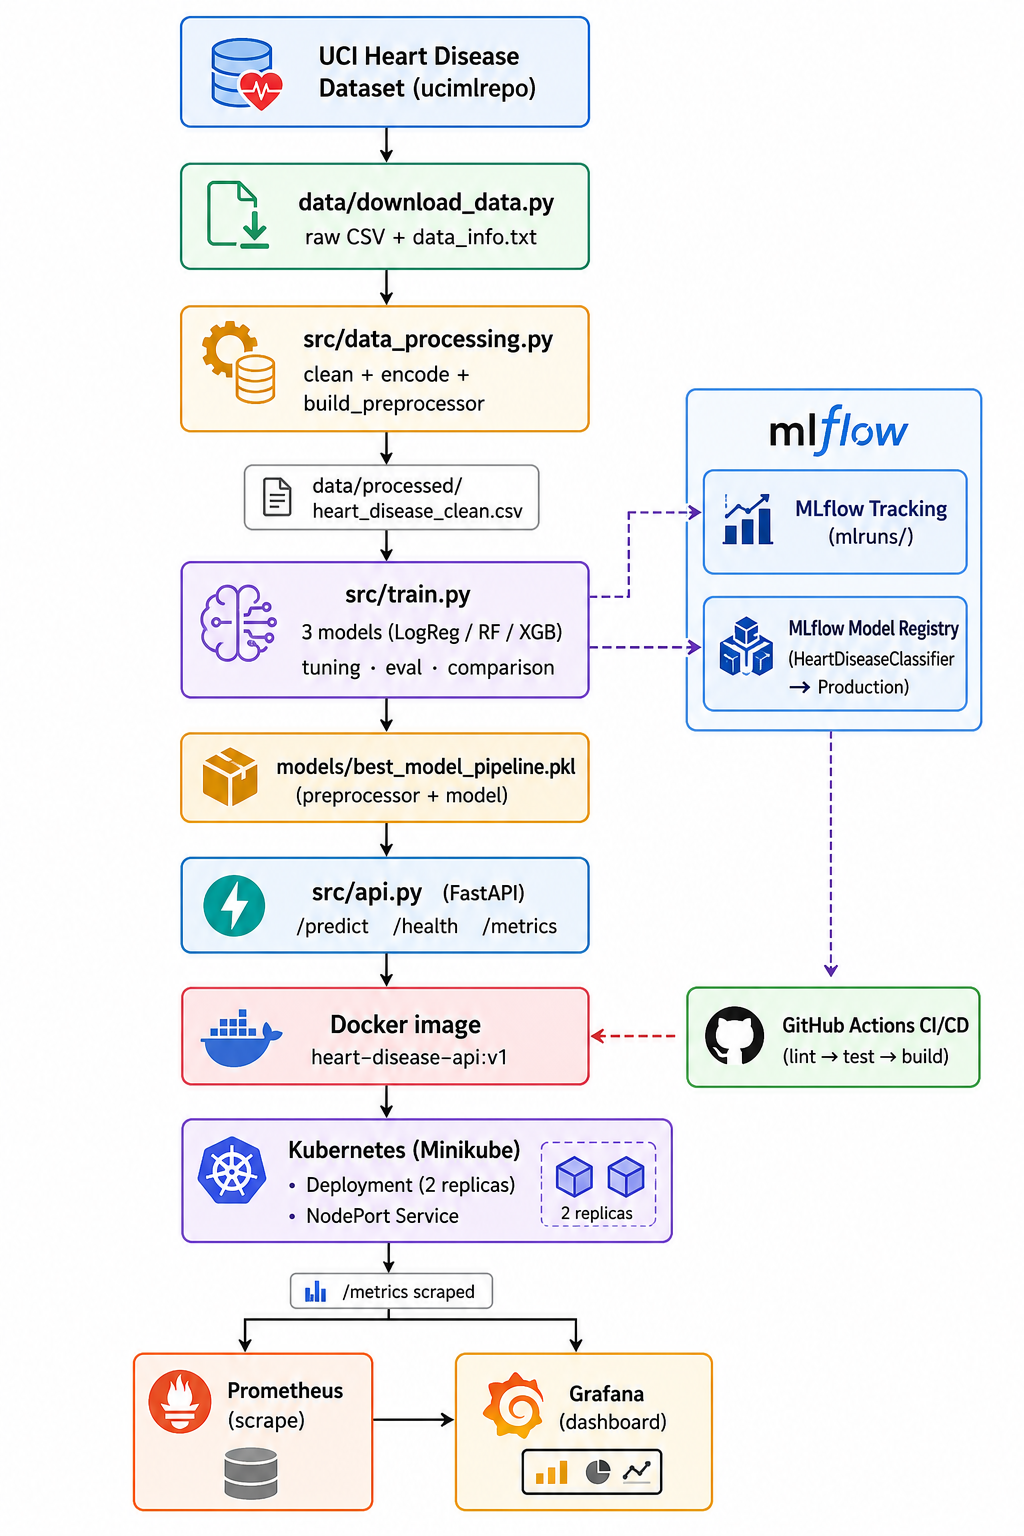 UCI Heart Disease
Dataset (ucimlrepo)
data/download_data.py
raw CSV + data_info.txt
src/data_processing.py
clean + encode +
build_preprocessor
data/processed/
heart_disease_clean.csv
src/train.py
3 models (LogReg / RF / XGB)
tuning · eval · comparison
mlflow
MLflow Tracking
(mlruns/)
MLflow Model Registry
(HeartDiseaseClassifier
→ Production)
models/best_model_pipeline.pkl
(preprocessor + model)
src/api.py (FastAPI)
/predict /health /metrics
Docker image
heart-disease-api:v1
GitHub Actions CI/CD
(lint → test → build)
Kubernetes (Minikube)
• Deployment (2 replicas)
• NodePort Service
2 replicas
/metrics scraped
Prometheus
(scrape)
Grafana
(dashboard)